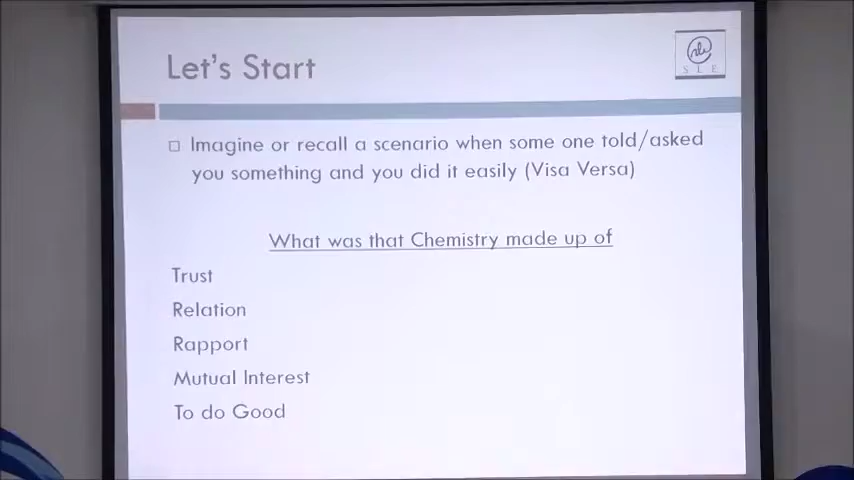 Let's Start
S L E
□ Imagine or recall a scenario when some one told/asked
you something and you did it easily (Visa Versa)
What was that Chemistry made up of
Trust
Relation
Rapport
Mutual Interest
To do Good